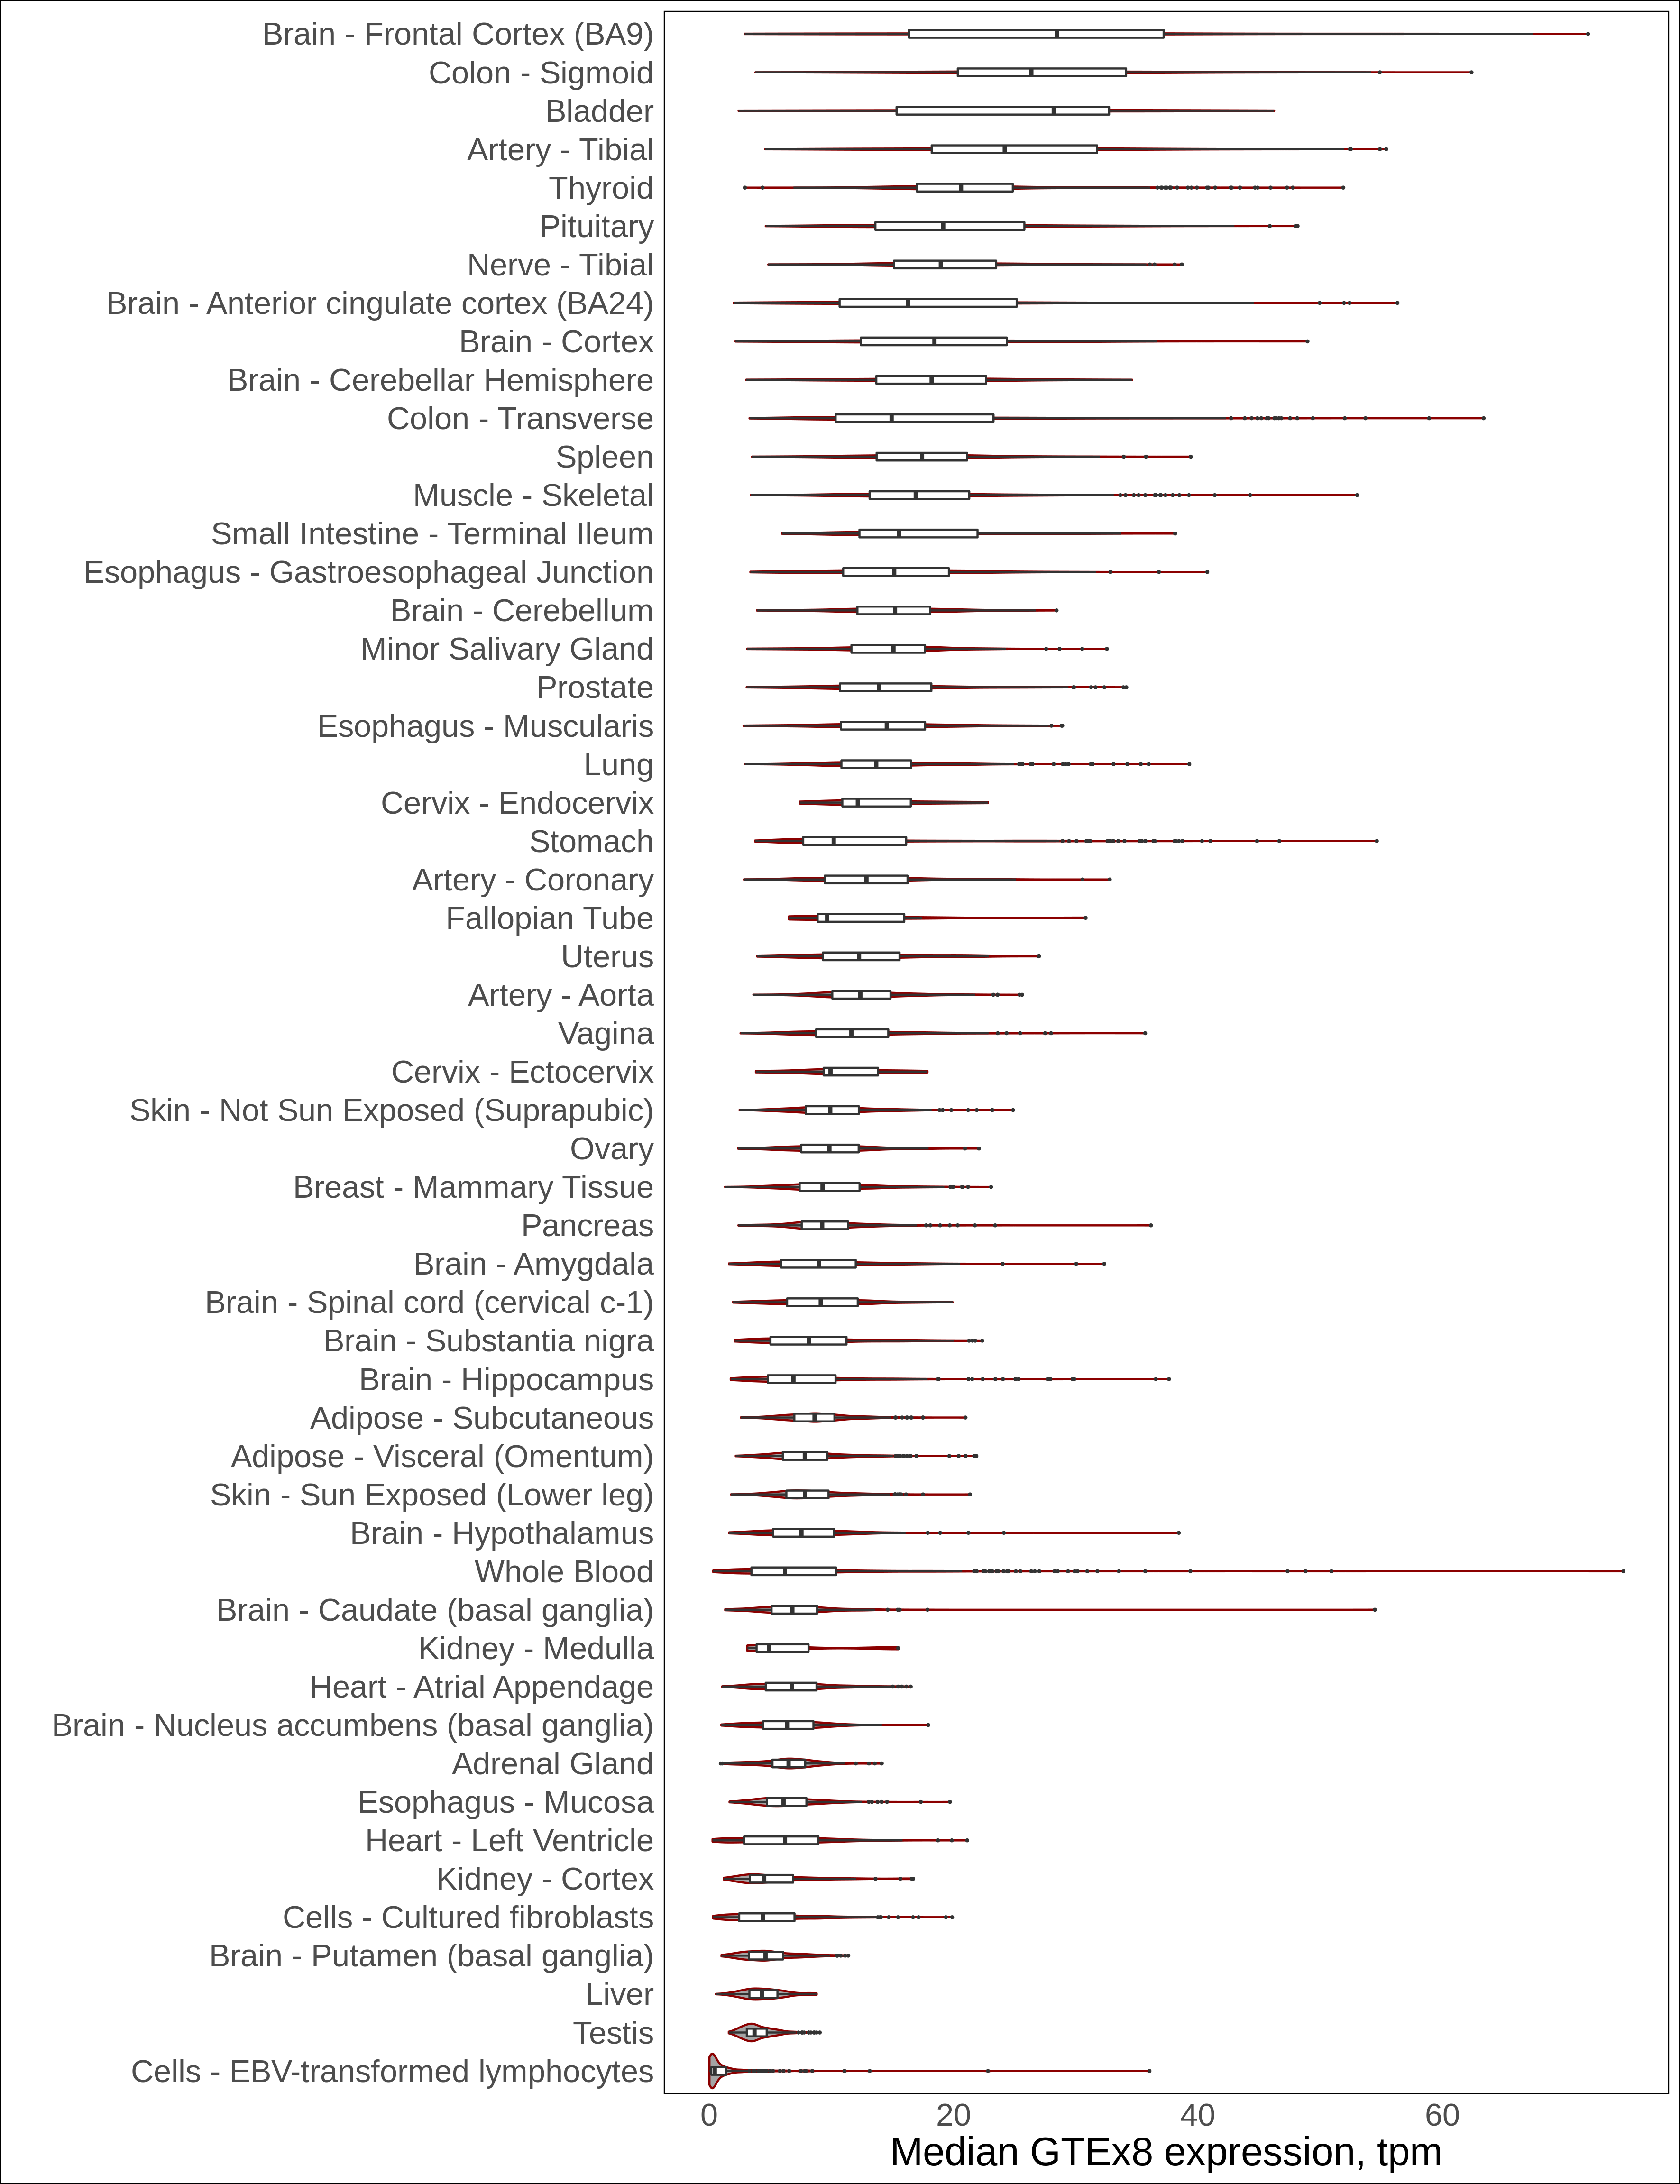 Brain - Frontal Cortex (BA9)
Colon - Sigmoid
Bladder
Artery - Tibial
Thyroid
Pituitary
Nerve - Tibial
Brain - Anterior cingulate cortex (BA24)
Brain - Cortex
Brain - Cerebellar Hemisphere
Colon - Transverse
Spleen
Muscle - Skeletal
Small Intestine - Terminal Ileum
Esophagus - Gastroesophageal Junction
Brain - Cerebellum
Minor Salivary Gland
Prostate
Esophagus - Muscularis
Lung
Cervix - Endocervix
Stomach
Artery - Coronary
Fallopian Tube
Uterus
Artery - Aorta
Vagina
Cervix - Ectocervix
Skin - Not Sun Exposed (Suprapubic)
Ovary
Breast - Mammary Tissue
Pancreas
Brain - Amygdala
Brain - Spinal cord (cervical c-1)
Brain - Substantia nigra
Brain - Hippocampus
Adipose - Subcutaneous
Adipose - Visceral (Omentum)
Skin - Sun Exposed (Lower leg)
Brain - Hypothalamus
Whole Blood
Brain - Caudate (basal ganglia)
Kidney - Medulla
Heart - Atrial Appendage
Brain - Nucleus accumbens (basal ganglia)
Adrenal Gland
Esophagus - Mucosa
Heart - Left Ventricle
Kidney - Cortex
Cells - Cultured fibroblasts
Brain - Putamen (basal ganglia)
Liver
Testis
Cells - EBV-transformed lymphocytes
0 20 40 60
Median GTEx8 expression, tpm